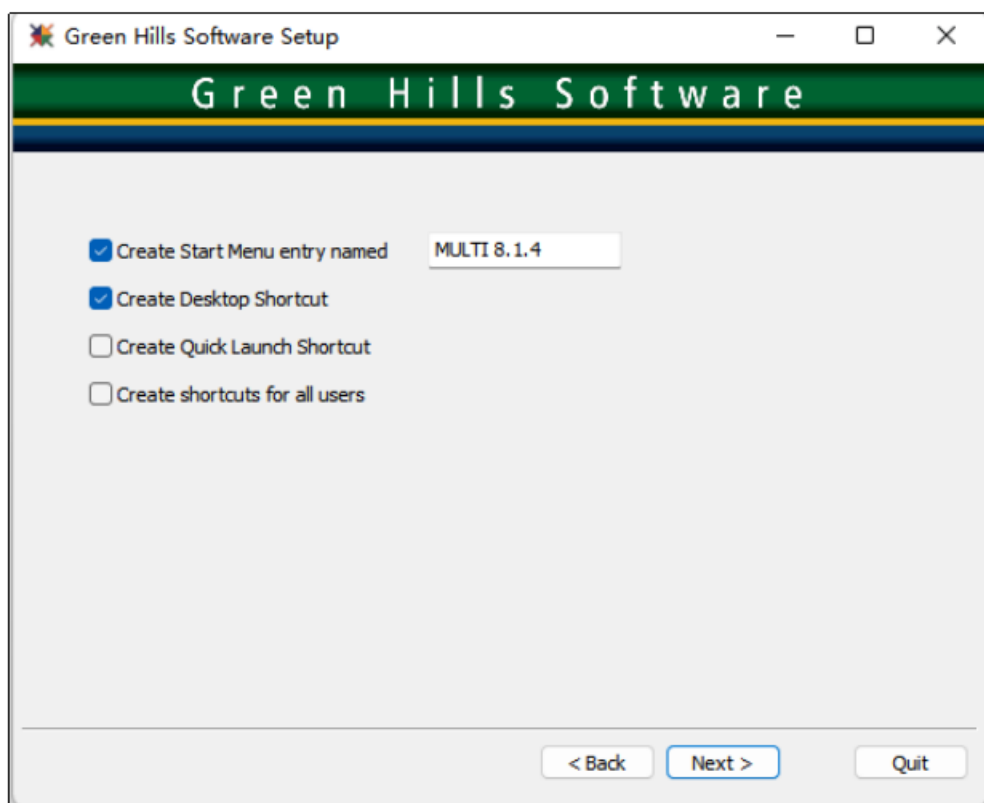 Green Hills Software Setup
Green Hills Software
Create Start Menu entry named MULTI 8.1.4
Create Desktop Shortcut
Create Quick Launch Shortcut
Create shortcuts for all users
< Back Next > Quit